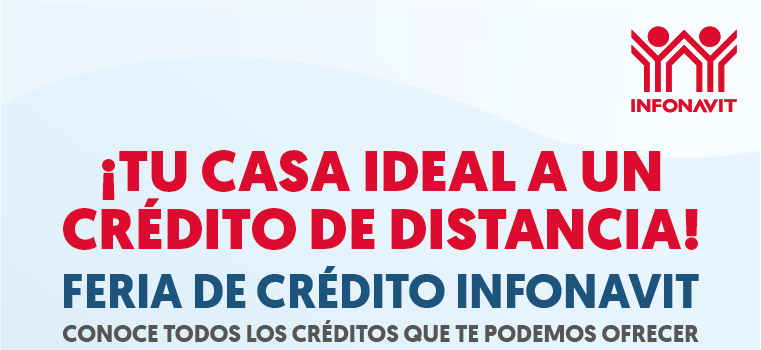 INFONAVIT
¡TU CASA IDEAL A UN
CRÉDITO DE DISTANCIA!
FERIA DE CRÉDITO INFONAVIT
CONOCE TODOS LOS CRÉDITOS QUE TE PODEMOS OFRECER